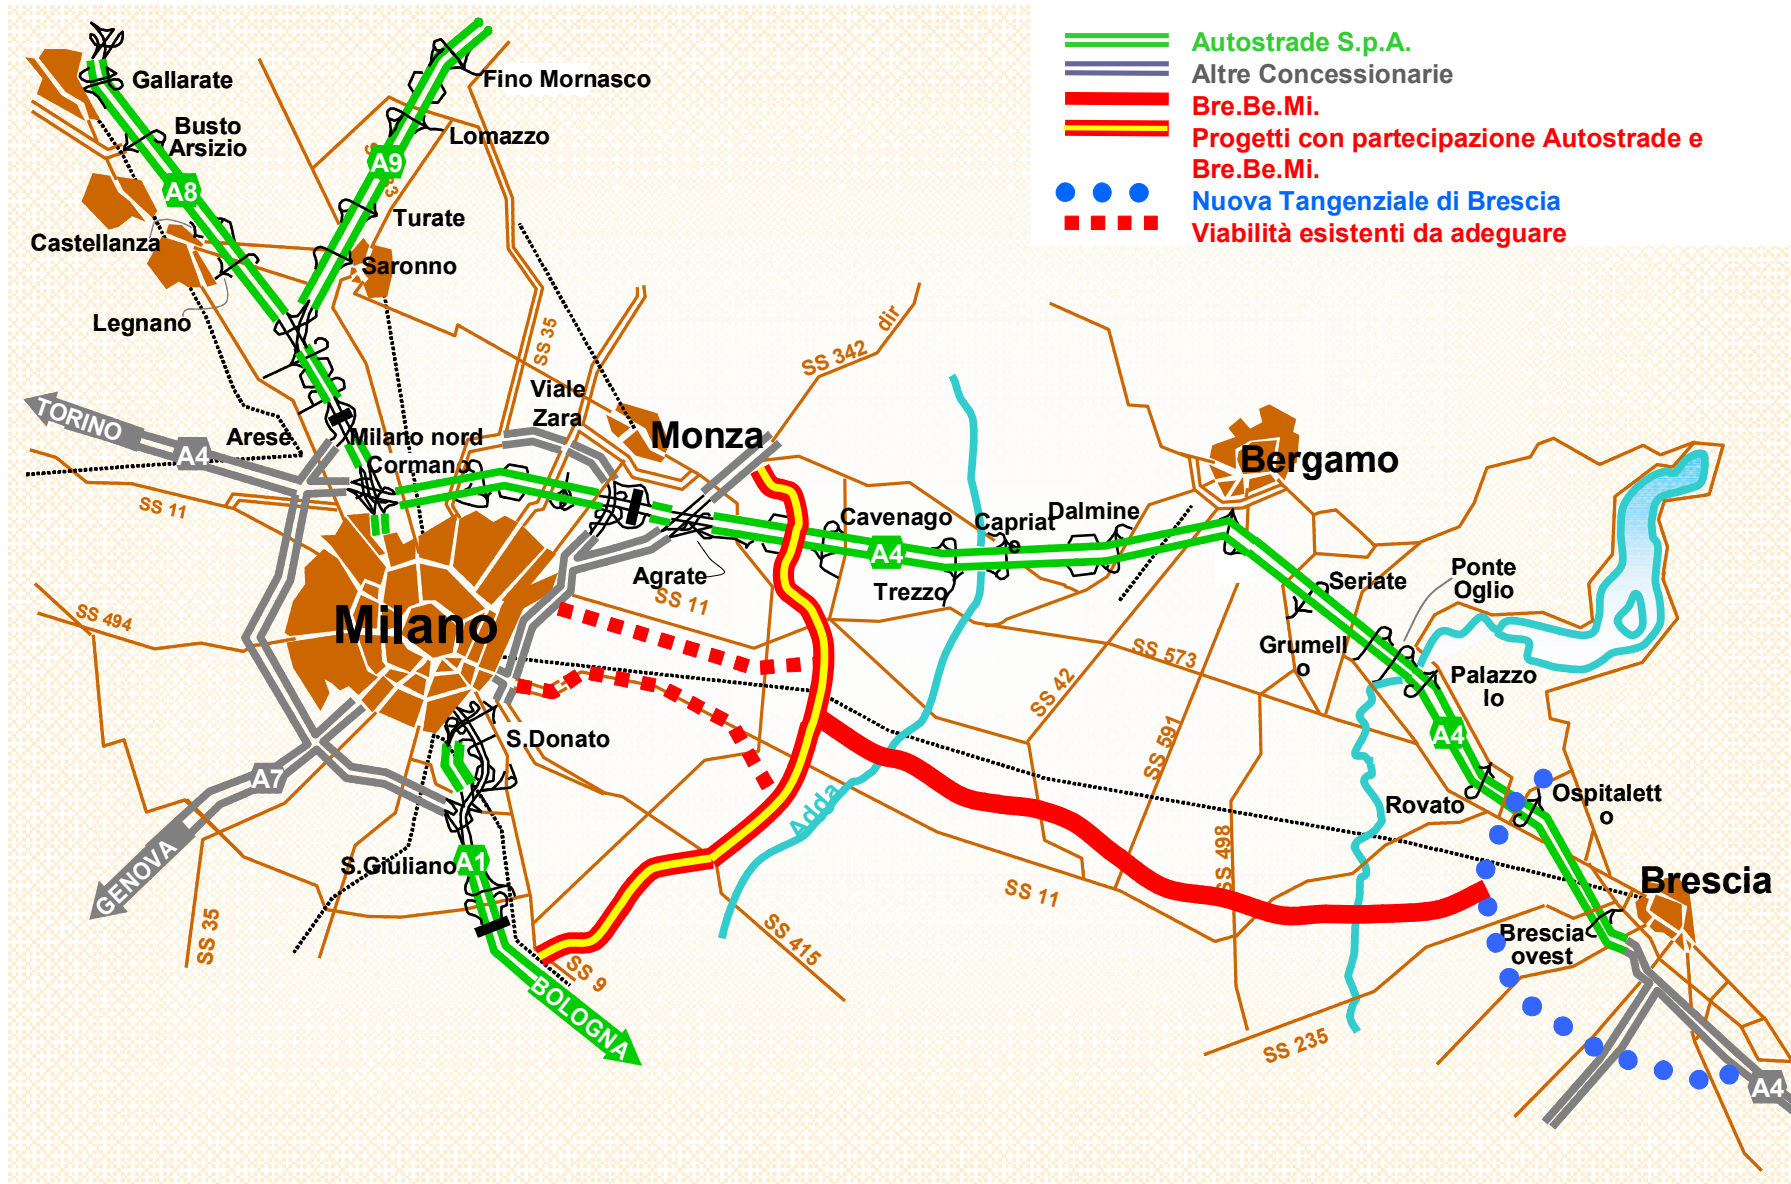 Autostrade S.p.A.
Altre Concessionarie
Bre.Be.Mi.
Progetti con partecipazione Autostrade e
Bre.Be.Mi.
Nuova Tangenziale di Brescia
Viabilità esistenti da adeguare
Gallarate
Fino Mornasco
Busto
Arsizio
Lomazzo
A9
A8
Turate
Castellanza
Saronno
Legnano
SS 35
SS 342
dir
Viale
Zara
TORINO
A4
Arese
Milano nord
Cormano
Monza
Bergamo
SS 11
Cavenago
A4
Capriat
e
Dalmine
Agrate
Trezzo
SS 11
Seriate
Ponte
Oglio
SS 494
Milano
Grumell
o
SS 573
SS 42
Palazzo
lo
SS 591
A4
S.Donato
A7
Adda
Rovato
Ospitalett
o
GENOVA
S.Giuliano
A1
SS 498
SS 11
Brescia
SS 35
SS 415
SS 9
Brescia
ovest
BOLOGNA
SS 235
A4